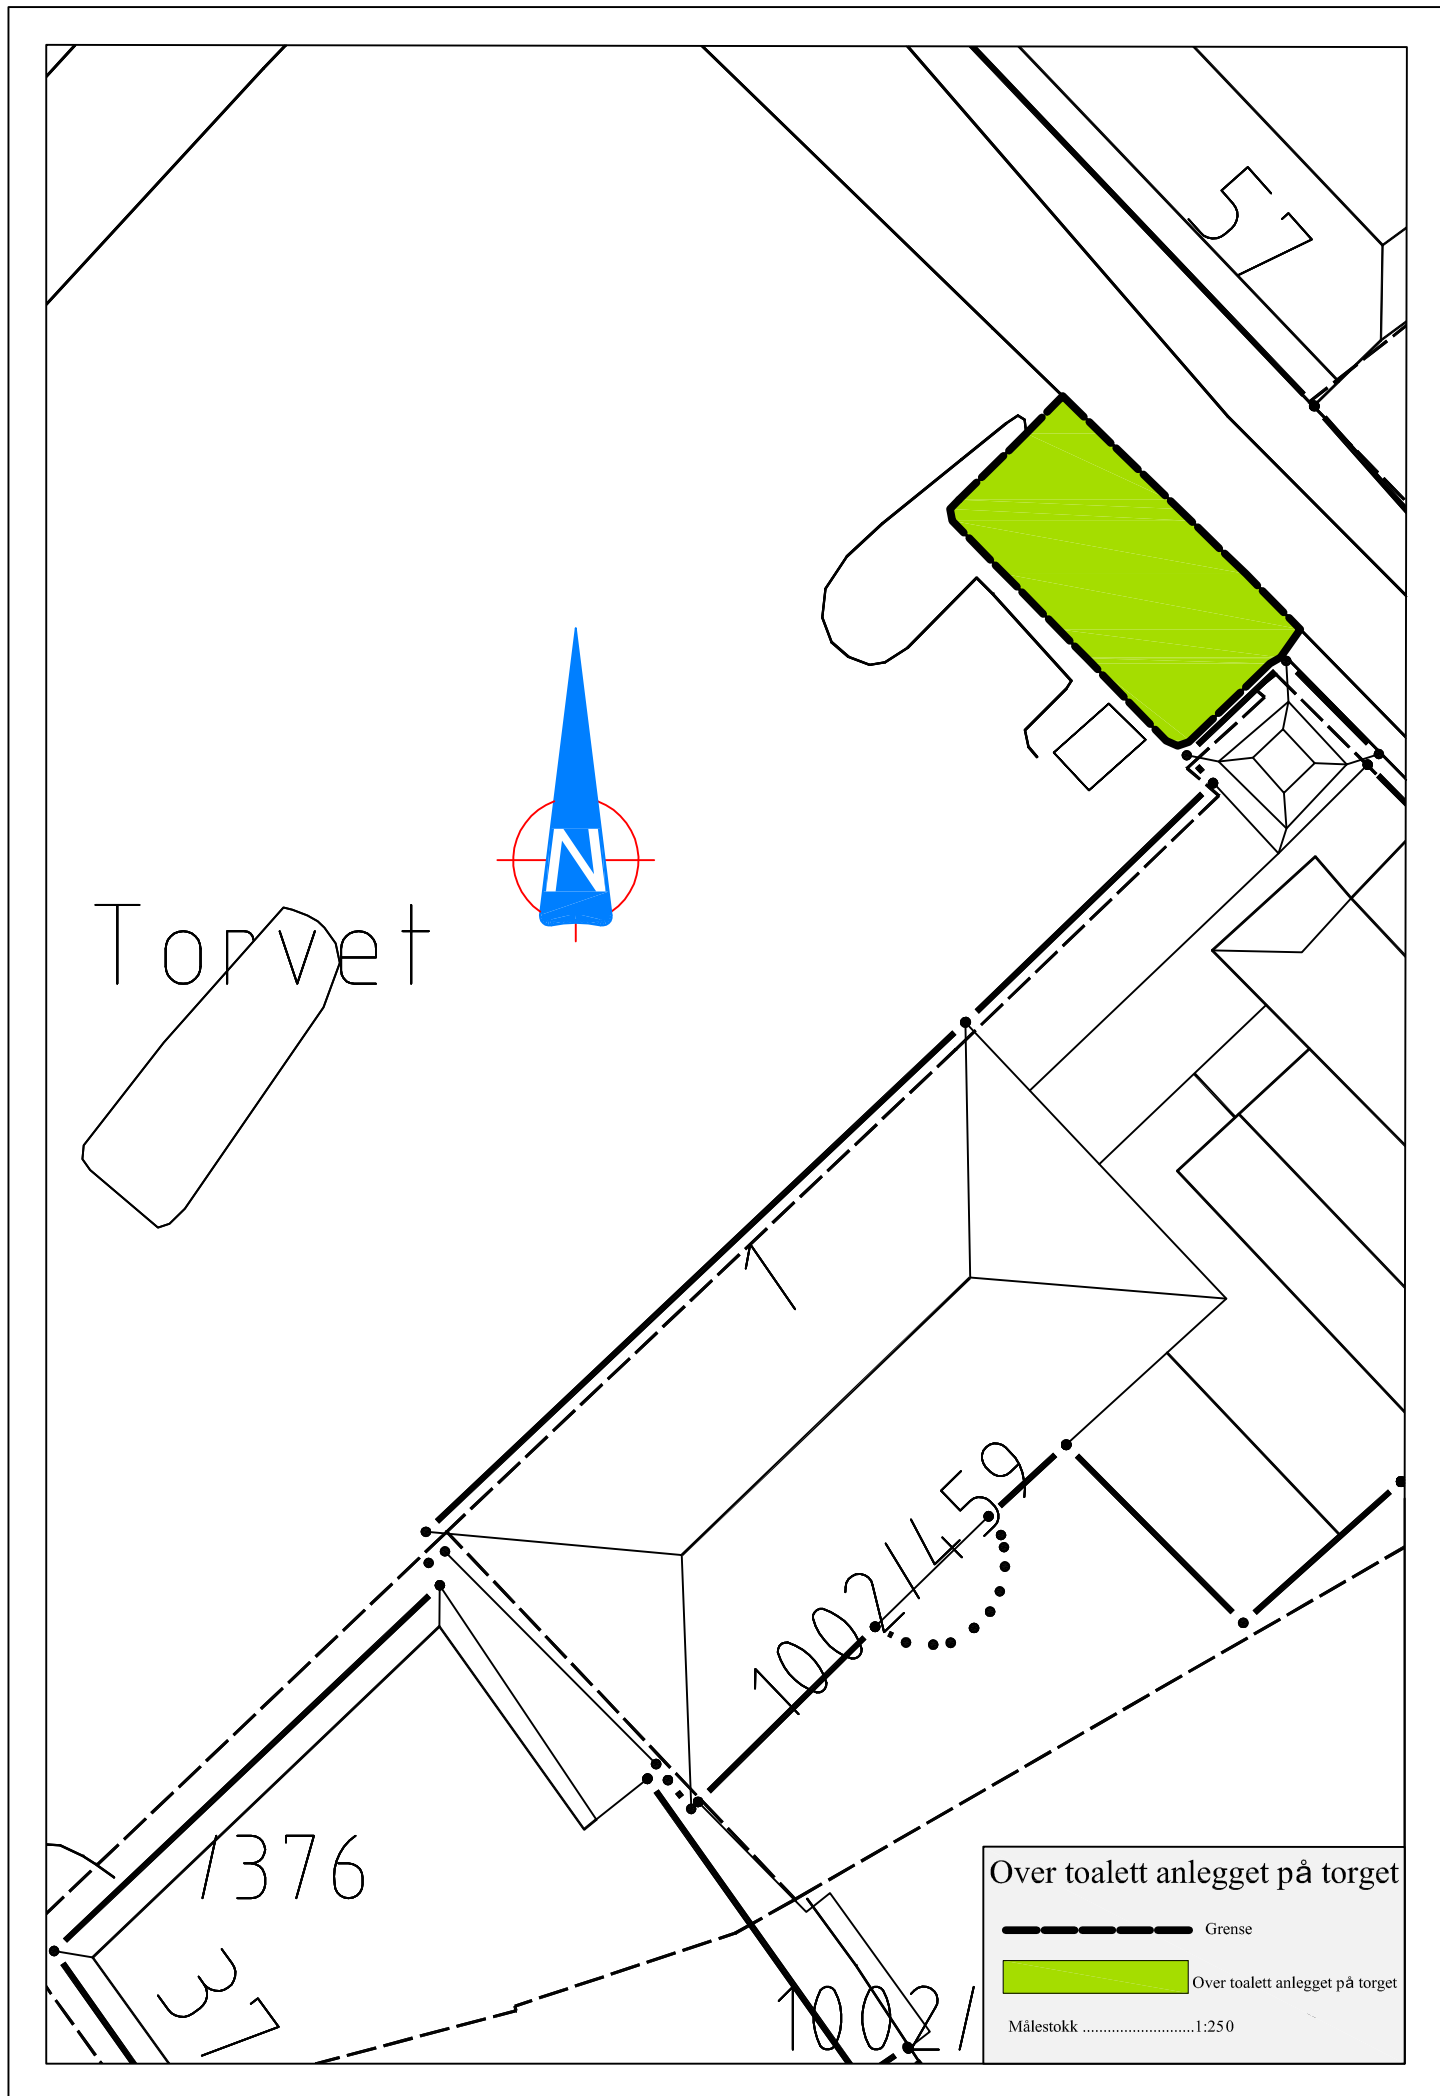 57
N
Torvet
1
1002/459
/376
37
1002/
Over toalett anlegget på torget
Grense
Over toalett anlegget på torget
Målestokk ...........................1:250